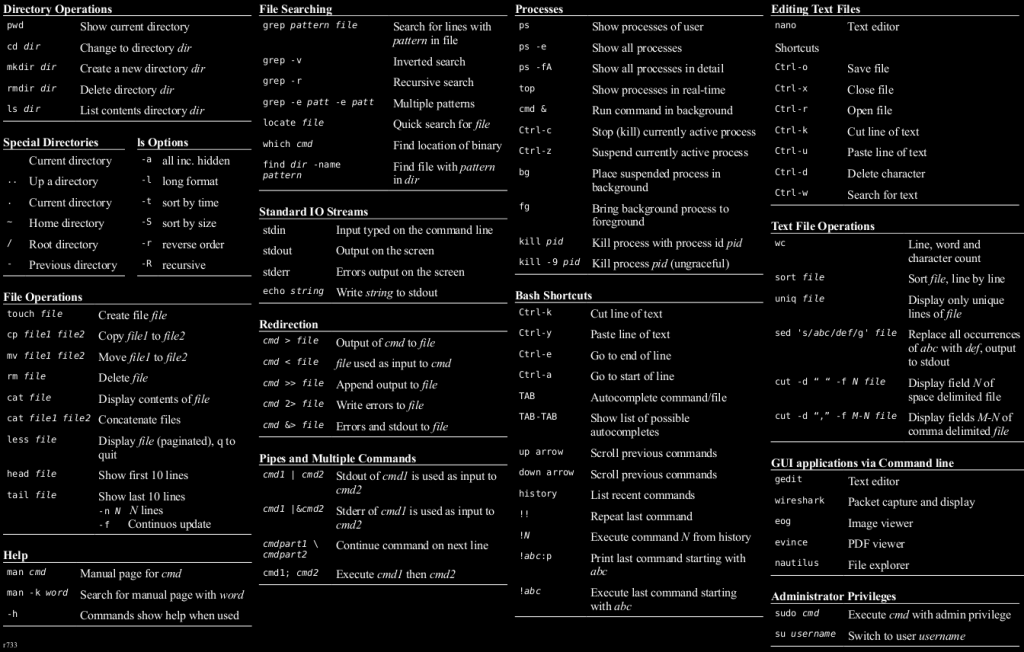 Directory Operations
pwd Show current directory
cd dir Change to directory dir
mkdir dir Create a new directory dir
rmdir dir Delete directory dir
ls dir List contents directory dir
Special Directories
Current directory
.. Up a directory
. Current directory
~ Home directory
/ Root directory
- Previous directory
ls Options
-a all inc. hidden
-l long format
-t sort by time
-S sort by size
-r reverse order
-R recursive
File Operations
touch file Create file file
cp file1 file2 Copy file1 to file2
mv file1 file2 Move file1 to file2
rm file Delete file
cat file Display contents of file
cat file1 file2 Concatenate files
less file Display file (paginated), q to
quit
head file Show first 10 lines
tail file Show last 10 lines
-n N N lines
-f Continuos update
Help
man cmd Manual page for cmd
man -k word Search for manual page with word
-h Commands show help when used
r733
File Searching
grep pattern file Search for lines with
pattern in file
grep -v Inverted search
grep -r Recursive search
grep -e patt -e patt Multiple patterns
locate file Quick search for file
which cmd Find location of binary
find dir -name Find file with pattern
pattern in dir
Standard IO Streams
stdin Input typed on the command line
stdout Output on the screen
stderr Errors output on the screen
echo string Write string to stdout
Redirection
cmd > file Output of cmd to file
cmd < file file used as input to cmd
cmd >> file Append output to file
cmd 2> file Write errors to file
cmd &> file Errors and stdout to file
Pipes and Multiple Commands
cmd1 | cmd2 Stdout of cmd1 is used as input to
cmd2
cmd1 |&cmd2 Stderr of cmd1 is used as input to
cmd2
cmdpart1 \ Continue command on next line
cmdpart2
cmd1; cmd2 Execute cmd1 then cmd2
Processes
ps Show processes of user
ps -e Show all processes
ps -fA Show all processes in detail
top Show processes in real-time
cmd & Run command in background
Ctrl-c Stop (kill) currently active process
Ctrl-z Suspend currently active process
bg Place suspended process in
background
fg Bring background process to
foreground
kill pid Kill process with process id pid
kill -9 pid Kill process pid (ungraceful)
Bash Shortcuts
Ctrl-k Cut line of text
Ctrl-y Paste line of text
Ctrl-e Go to end of line
Ctrl-a Go to start of line
TAB Autocomplete command/file
TAB-TAB Show list of possible
autocompletes
up arrow Scroll previous commands
down arrow Scroll previous commands
history List recent commands
!! Repeat last command
!N Execute command N from history
!abc:p Print last command starting with
abc
!abc Execute last command starting
with abc
Editing Text Files
nano Text editor
Shortcuts
Ctrl-o Save file
Ctrl-x Close file
Ctrl-r Open file
Ctrl-k Cut line of text
Ctrl-u Paste line of text
Ctrl-d Delete character
Ctrl-w Search for text
Text File Operations
wc Line, word and
character count
sort file Sort file, line by line
uniq file Display only unique
lines of file
sed 's/abc/def/g' file Replace all occurrences
of abc with def, output
to stdout
cut -d “ “ -f N file Display field N of
space delimited file
cut -d “,” -f M-N file Display fields M-N of
comma delimited file
GUI applications via Command line
gedit Text editor
wireshark Packet capture and display
eog Image viewer
evince PDF viewer
nautilus File explorer
Administrator Privileges
sudo cmd Execute cmd with admin privilege
su username Switch to user username